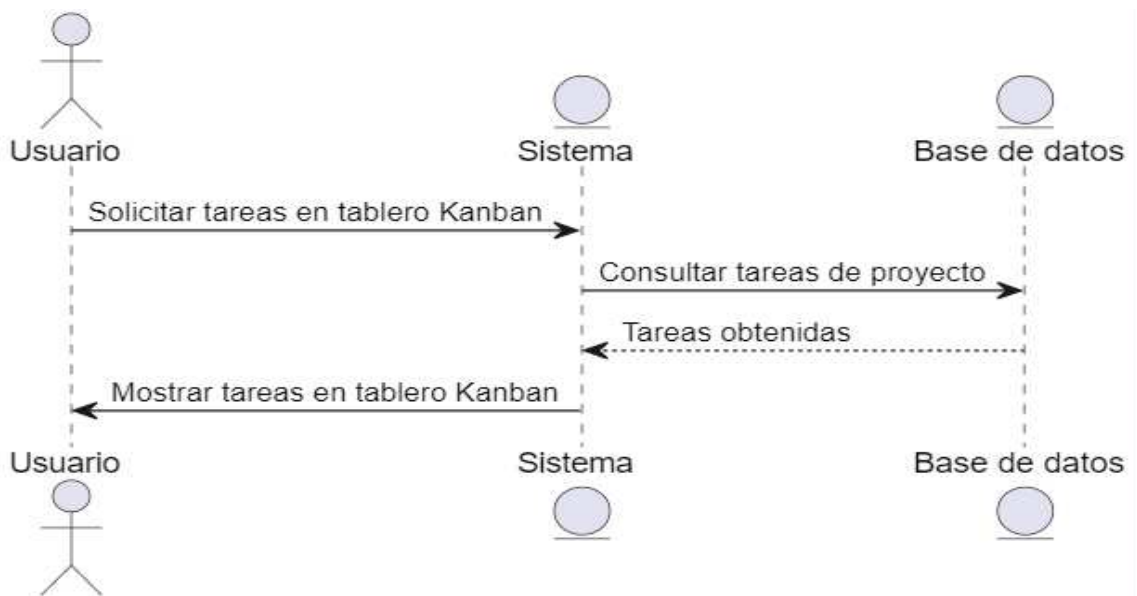 Usuario
Sistema
Base de datos
Solicitar tareas en tablero Kanban
Consultar tareas de proyecto
Tareas obtenidas
Mostrar tareas en tablero Kanban
Usuario
Sistema
Base de datos